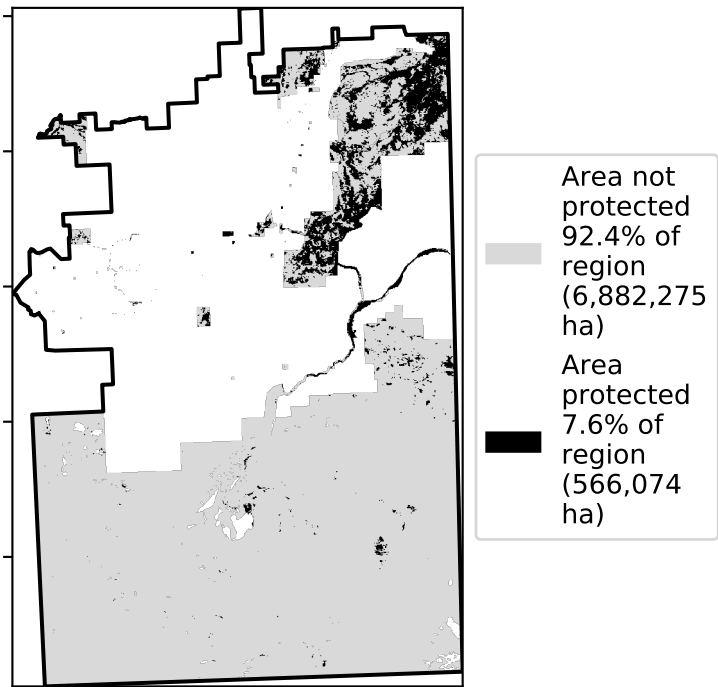 Area not
protected
92.4% of
region
(6,882,275
ha)
Area
protected
7.6% of
region
(566,074
ha)